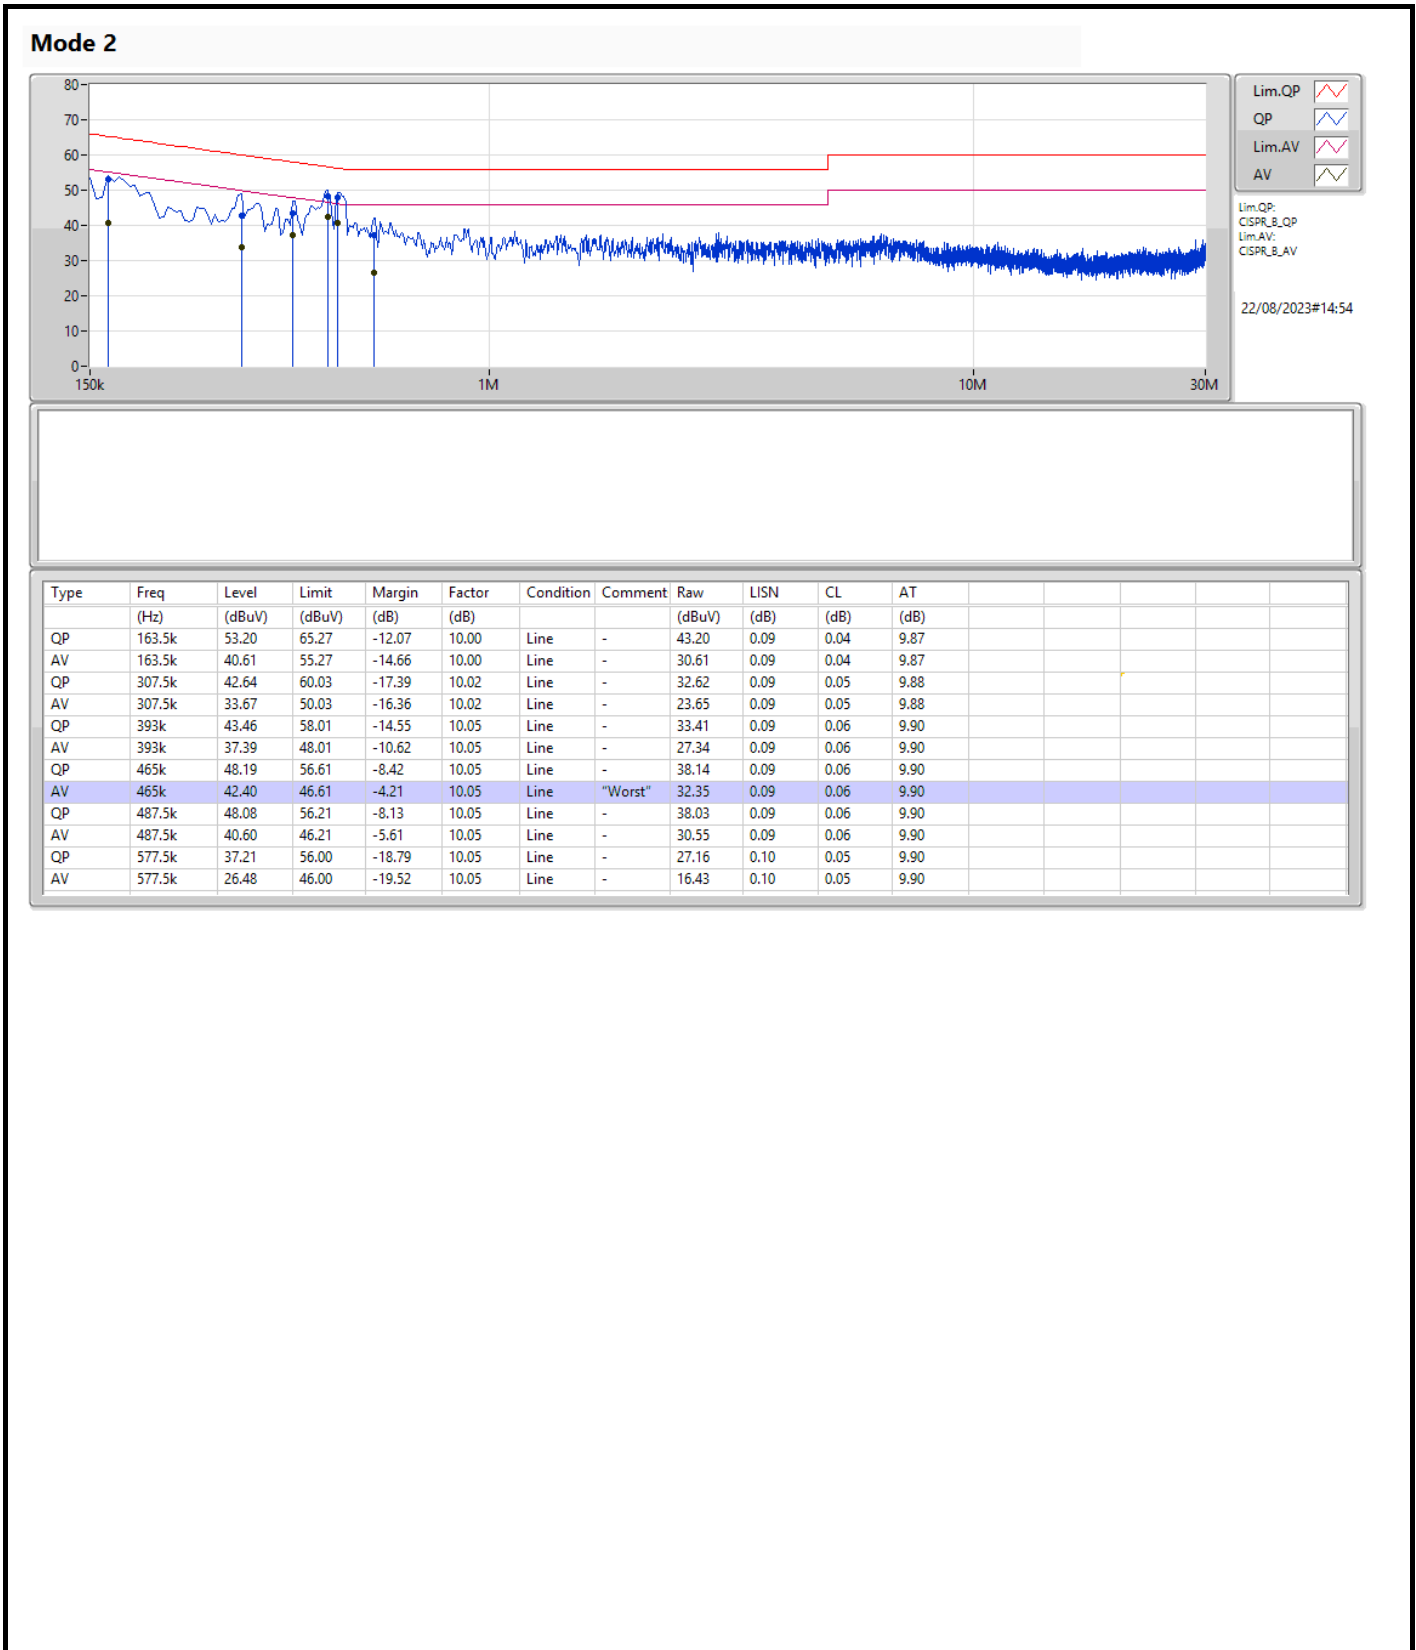 Mode 2
80
70
60
50
40
30
20
10
0
150k 1M 10M 30M
Lim.QP
QP
Lim.AV
AV
Lim.QP:
CISPR_B_QP
Lim.AV:
CISPR_B_AV
22/08/2023#14:54
Type Freq Level Limit Margin Factor Condition Comment Raw LISN CL AT
(Hz) (dBuV) (dBuV) (dB) (dB) (dBuV) (dB) (dB) (dB)
QP 163.5k 53.20 65.27 -12.07 10.00 Line - 43.20 0.09 0.04 9.87
AV 163.5k 40.61 55.27 -14.66 10.00 Line - 30.61 0.09 0.04 9.87
QP 307.5k 42.64 60.03 -17.39 10.02 Line - 32.62 0.09 0.05 9.88
AV 307.5k 33.67 50.03 -16.36 10.02 Line - 23.65 0.09 0.05 9.88
QP 393k 43.46 58.01 -14.55 10.05 Line - 33.41 0.09 0.06 9.90
AV 393k 37.39 48.01 -10.62 10.05 Line - 27.34 0.09 0.06 9.90
QP 465k 48.19 56.61 -8.42 10.05 Line - 38.14 0.09 0.06 9.90
AV 465k 42.40 46.61 -4.21 10.05 Line "Worst" 32.35 0.09 0.06 9.90
QP 487.5k 48.08 56.21 -8.13 10.05 Line - 38.03 0.09 0.06 9.90
AV 487.5k 40.60 46.21 -5.61 10.05 Line - 30.55 0.09 0.06 9.90
QP 577.5k 37.21 56.00 -18.79 10.05 Line - 27.16 0.10 0.05 9.90
AV 577.5k 26.48 46.00 -19.52 10.05 Line - 16.43 0.10 0.05 9.90